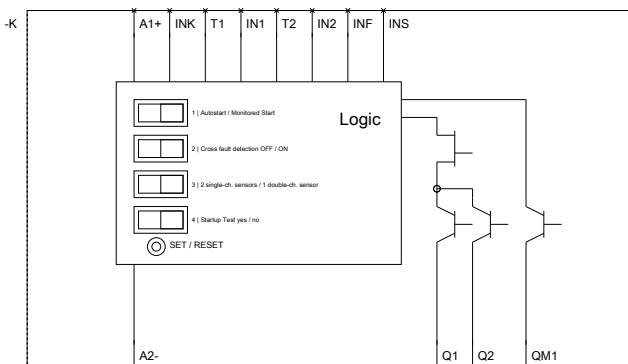 -K
A1+ INK T1 IN1 T2 IN2 INF INS
1 | Autostart / Monitored Start
Logic
2 | Cross fault detection OFF / ON
3 | 2 single-ch. sensors / 1 double-ch. sensor
4 | Startup Test yes / no
SET / RESET
A2- Q1 Q2 QM1